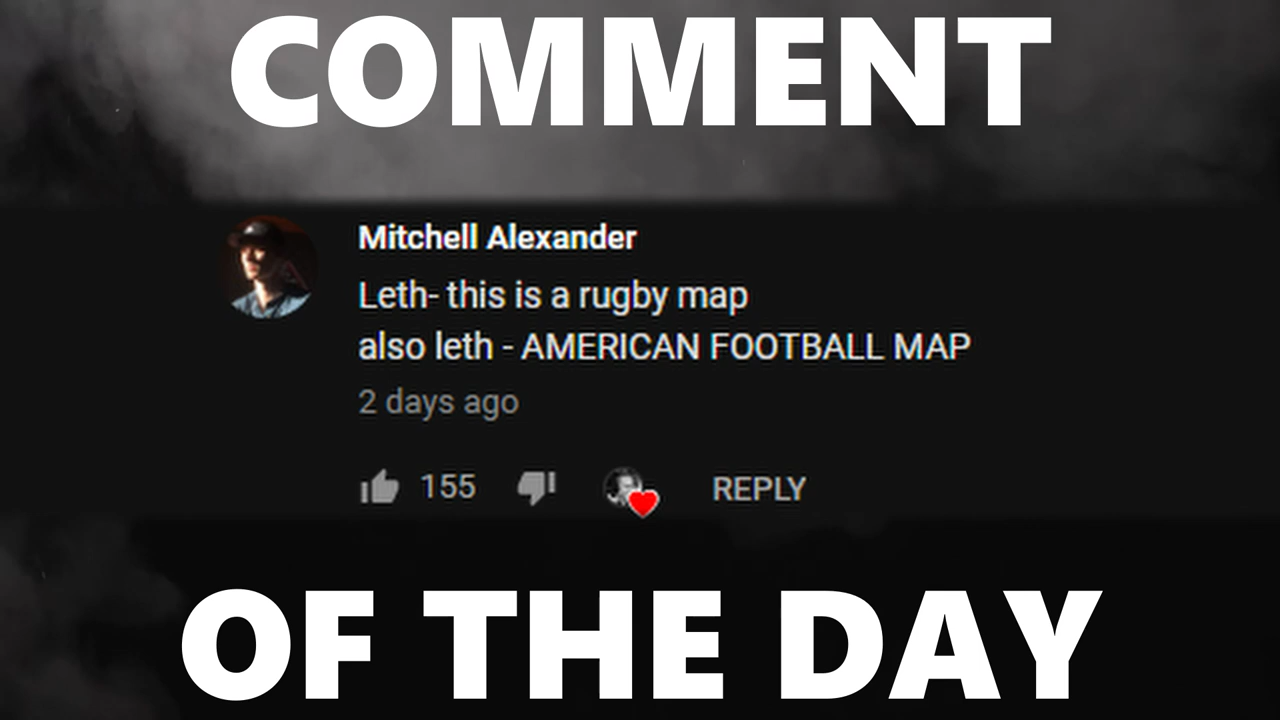 COMMENT
Mitchell Alexander
Leth- this is a rugby map
also leth - AMERICAN FOOTBALL MAP
2 days ago
155 REPLY
OF THE DAY